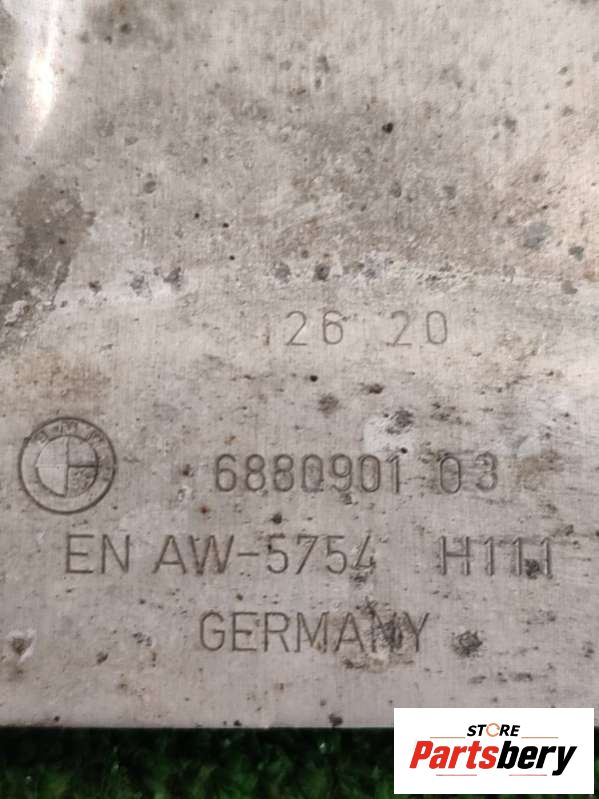 26 20
BMW
6880901 03
EN AW-5754 H111
GERMANY
STORE
Partsbery